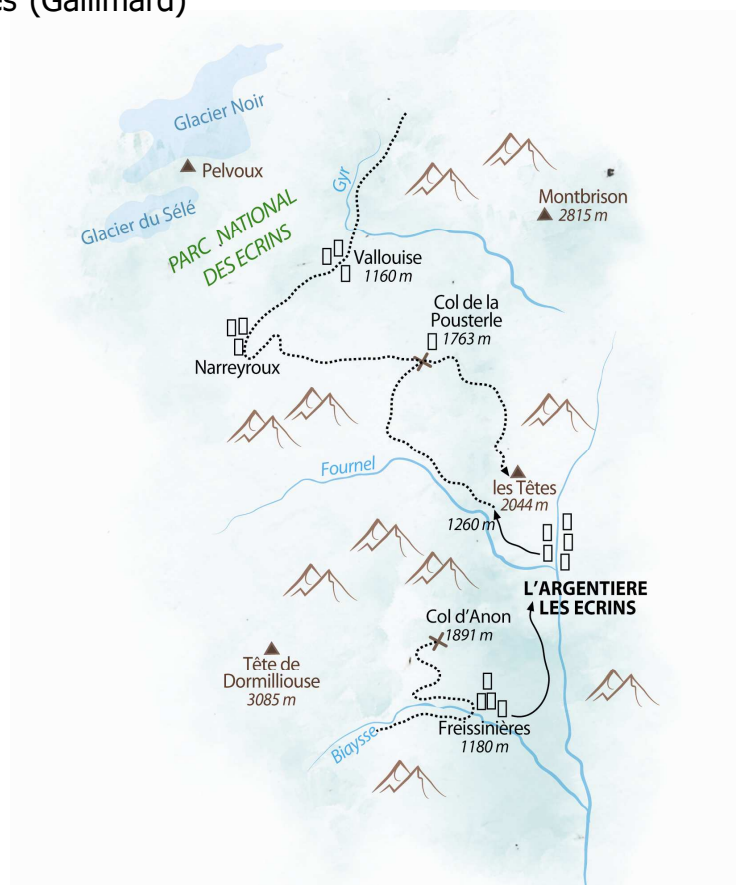 es (Gallimard)
Glacier Noir
Pelvoux
Glacier du Sélé
PARC NATIONAL
DES ECRINS
Gyr
Montbrison
2815 m
Vallouise
1160 m
Col de la
Pousterle
1763 m
Narreyroux
Fournel
les Têtes
2044 m
1260 m
L'ARGENTIERE
LES ECRINS
Col d'Anon
1891 m
Tête de
Dormilliouse
3085 m
Freissinières
1180 m
Biaysse